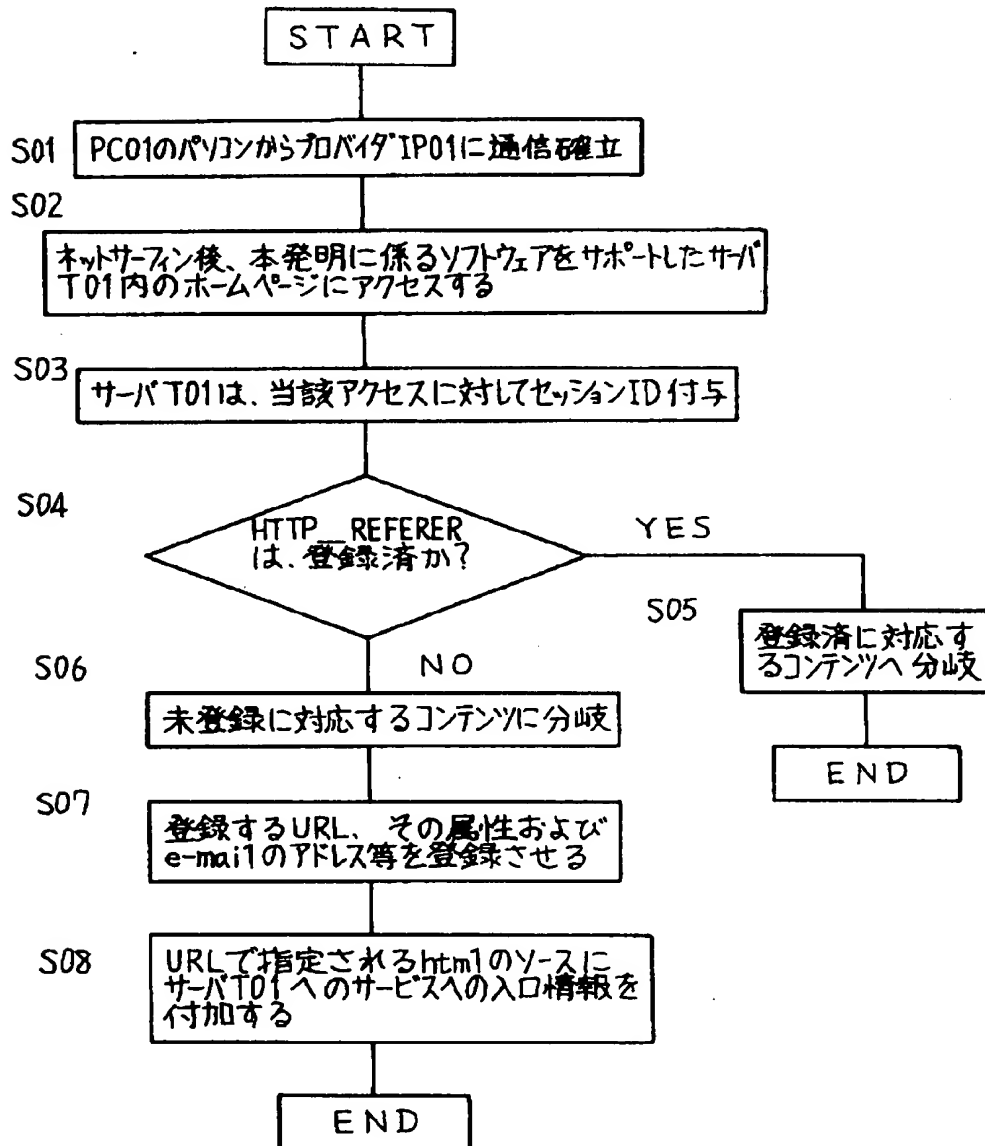 START
S01
PC01のパソコンからプロバイダIP01に通信確立
S02
ネットサーフィン後、本発明に係るソフトウェアをサポートしたサーバ
T01内のホームページにアクセスする
S03
サーバT01は、当該アクセスに対してセッションID付与
S04
HTTP__REFERER
は、登録済か?
YES
S05
登録済に対応す
るコンテンツへ分岐
END
NO
S06
未登録に対応するコンテンツに分岐
S07
登録するURL、その属性および
e-mailのアドレス等を登録させる
S08
URLで指定されるhtmlのソースに
サーバT01へのサービスへの入口情報を
付加する
END